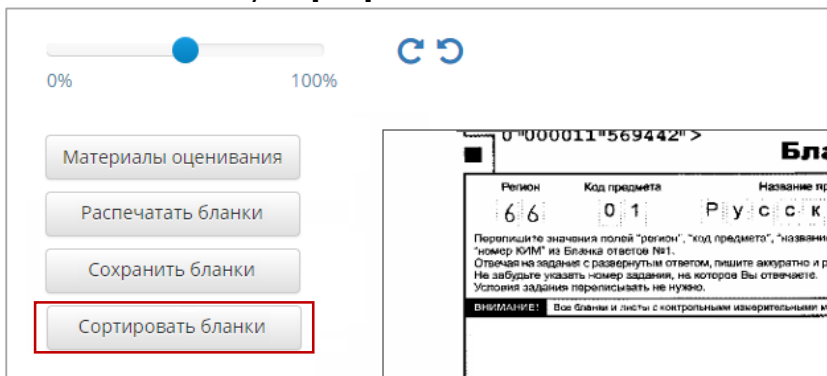 0% 100%
Материалы оценивания
Распечатать бланки
Сохранить бланки
Сортировать бланки
0"000011"569442">
Бла
Регион Код предмета Название пр
6 6 0 1 Р у с с к
Перепишите значения полей "регион", "код предмета", "названи
"номер КИМ" из Бланка ответов №1.
Отвечая на задания с развернутым ответом, пишите аккуратно и р
Не забудьте указать номер задания, на которое Вы отвечаете.
Условия задания переписывать не нужно.
ВНИМАНИЕ! Все бланки и листы с контрольными измерительными м